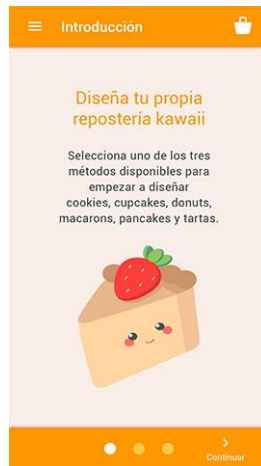 Introducción
Diseña tu propia
repostería kawaii
Selecciona uno de los tres
métodos disponibles para
empezar a diseñar
cookies, cupcakes, donuts,
macarons, pancakes y tartas.
Continuar